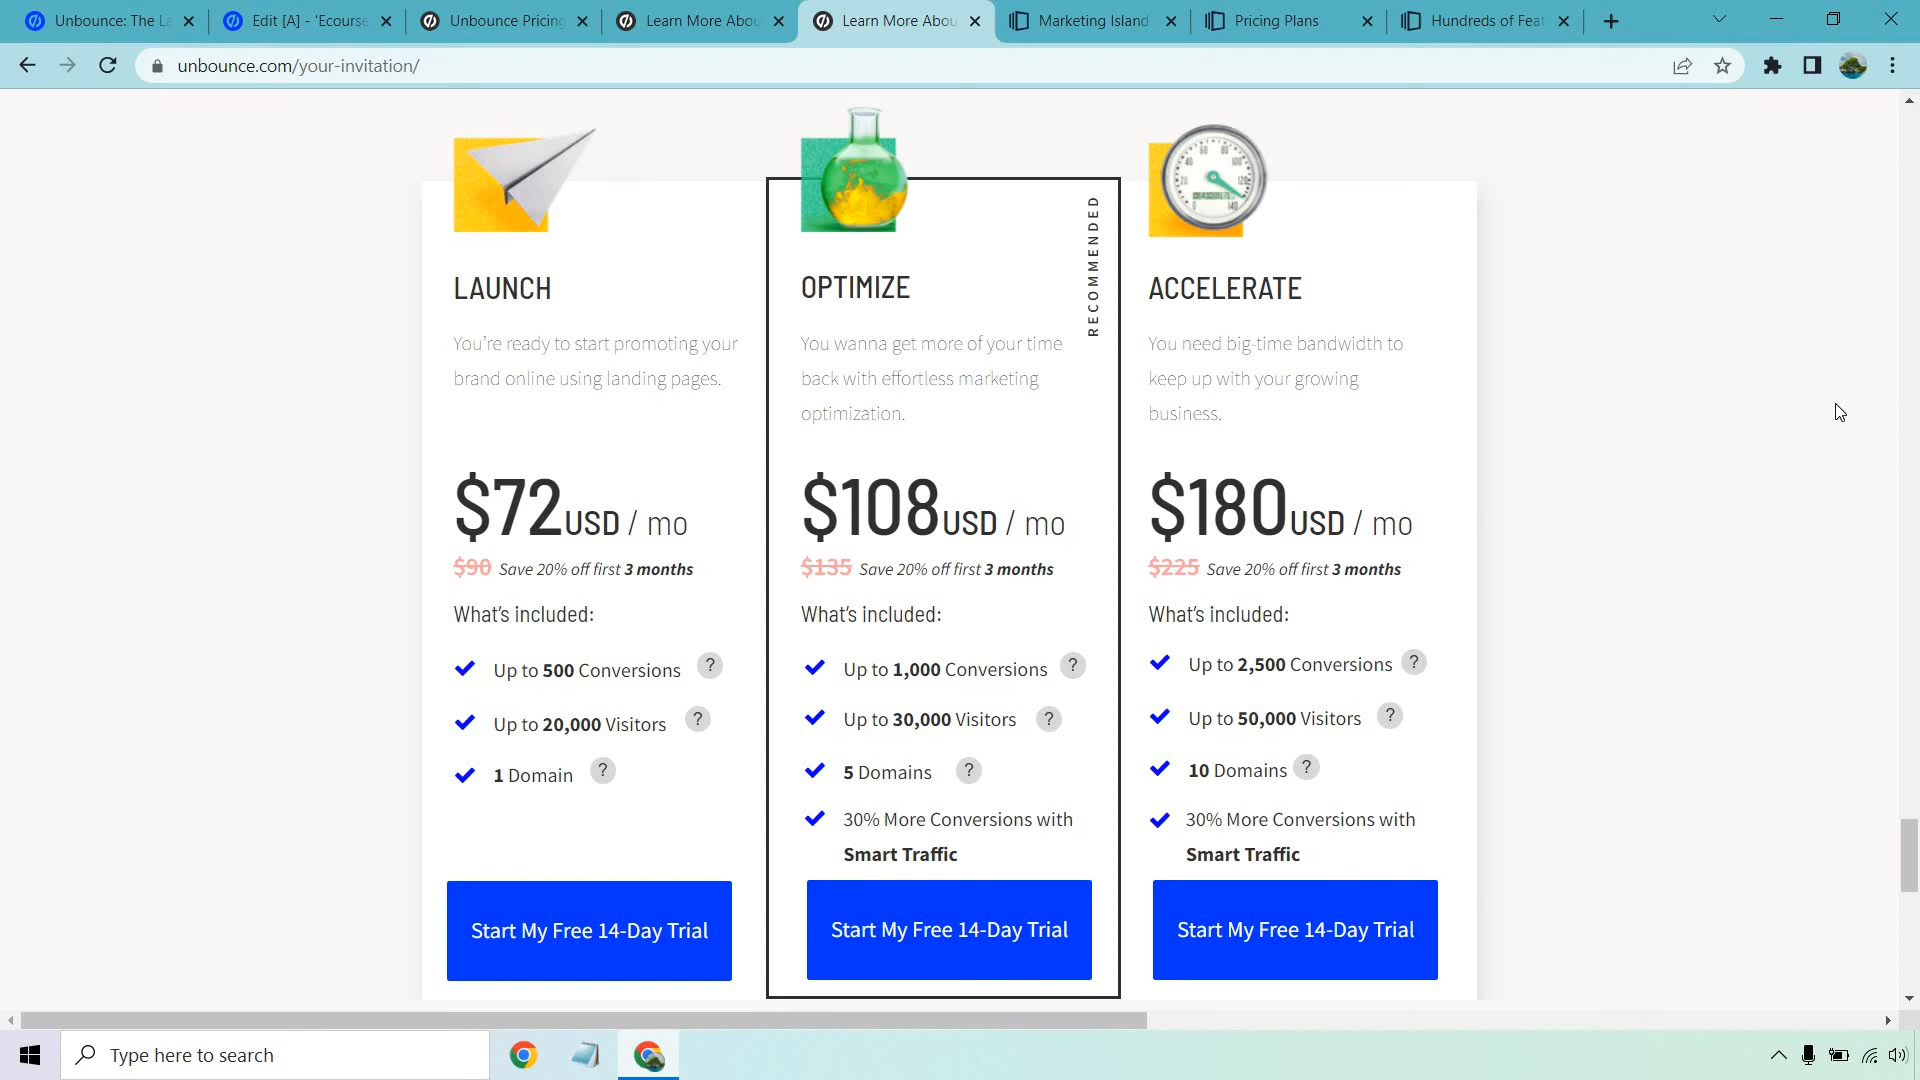 Unbounce: The La
Edit [A] - 'Ecourse
Unbounce Pricing
Learn More Abou
Learn More Abou
Marketing Island
Pricing Plans
Hundreds of Feat
unbounce.com/your-invitation/
RECOMMENDED
LAUNCH
You're ready to start promoting your
brand online using landing pages.
$72USD / mo
$90 Save 20% off first 3 months
What's included:
Up to 500 Conversions ?
Up to 20,000 Visitors ?
1 Domain ?
Start My Free 14-Day Trial
OPTIMIZE
You wanna get more of your time
back with effortless marketing
optimization.
$108USD / mo
$135 Save 20% off first 3 months
What's included:
Up to 1,000 Conversions ?
Up to 30,000 Visitors ?
5 Domains ?
30% More Conversions with
Smart Traffic
Start My Free 14-Day Trial
ACCELERATE
You need big-time bandwidth to
keep up with your growing
business.
$180USD / mo
$225 Save 20% off first 3 months
What's included:
Up to 2,500 Conversions ?
Up to 50,000 Visitors ?
10 Domains ?
30% More Conversions with
Smart Traffic
Start My Free 14-Day Trial
Type here to search